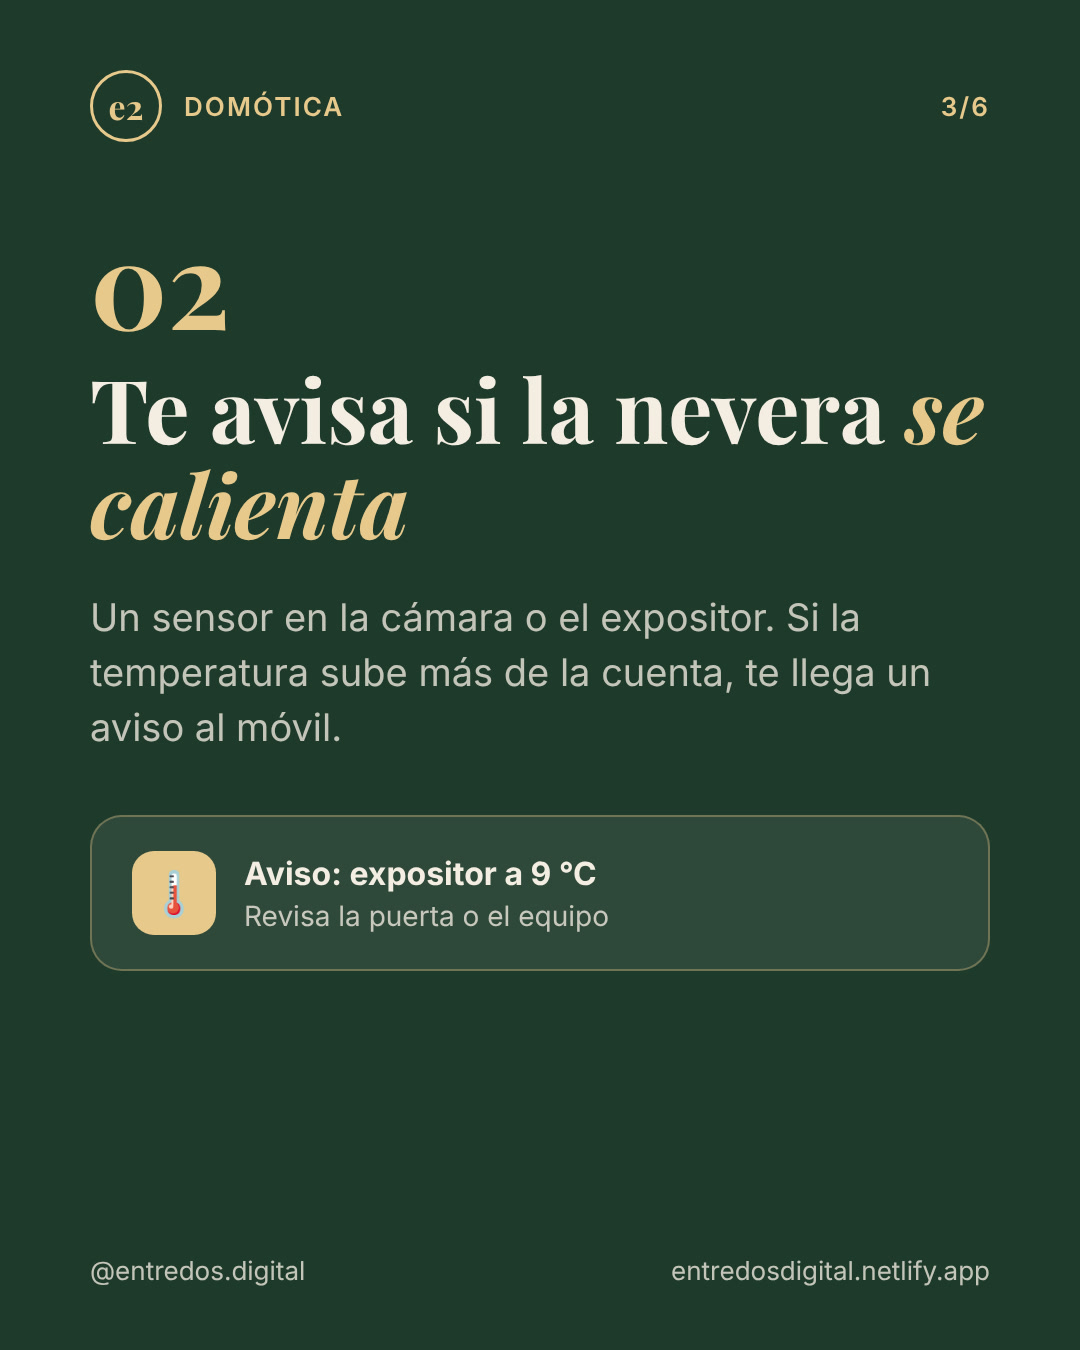 e2 DOMÓTICA 3/6
02
Te avisa si la nevera se
calienta
Un sensor en la cámara o el expositor. Si la
temperatura sube más de la cuenta, te llega un
aviso al móvil.
Aviso: expositor a 9 °C
Revisa la puerta o el equipo
@entredos.digital entredosdigital.netlify.app